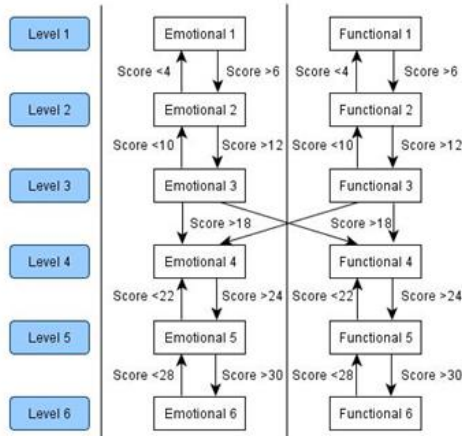 Level 1
Emotional 1
Functional 1
Score <4
Score >6
Score <4
Score >6
Level 2
Emotional 2
Functional 2
Score <10
Score >12
Score <10
Score >12
Level 3
Emotional 3
Functional 3
Score >18
Score >18
Level 4
Emotional 4
Functional 4
Score <22
Score >24
Score <22
Score >24
Level 5
Emotional 5
Functional 5
Score <28
Score >30
Score <28
Score >30
Level 6
Emotional 6
Functional 6